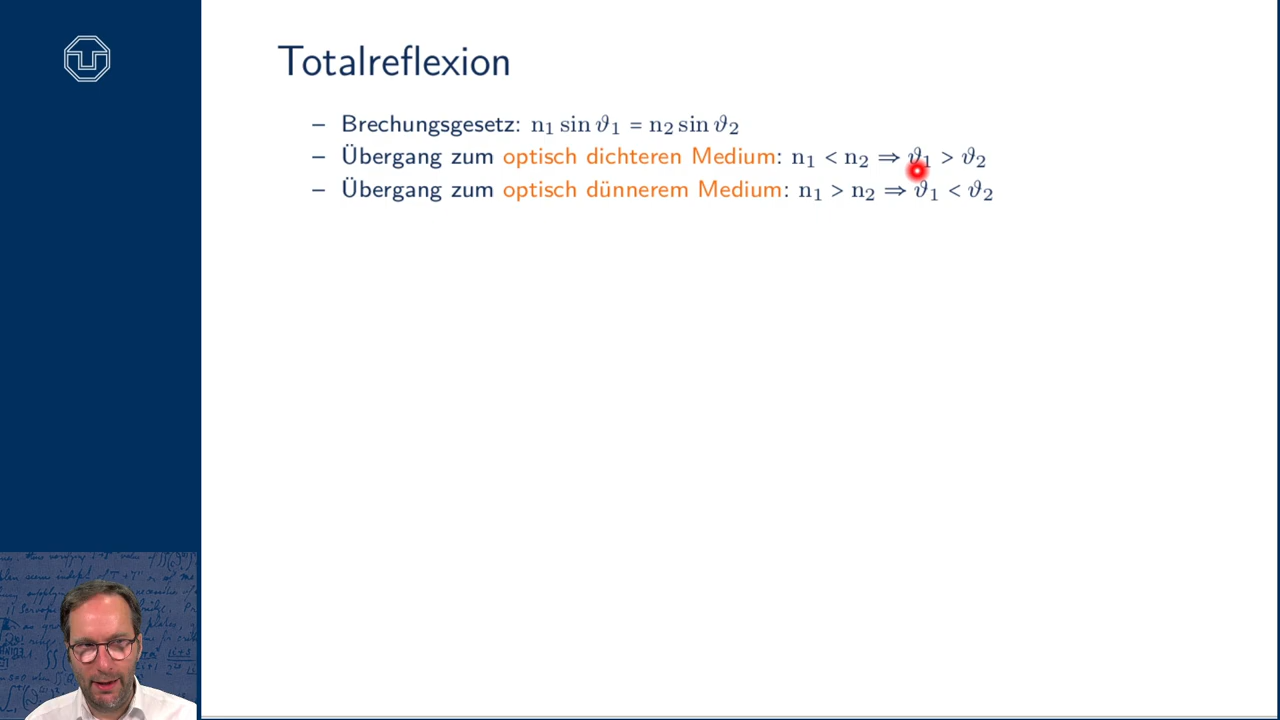 Totalreflexion
– Brechungsgesetz: n₁ sin ϑ₁ = n₂ sin ϑ₂
– Übergang zum optisch dichteren Medium: n₁ < n₂ ⇒ ϑ₁ > ϑ₂
– Übergang zum optisch dünnerem Medium: n₁ > n₂ ⇒ ϑ₁ < ϑ₂